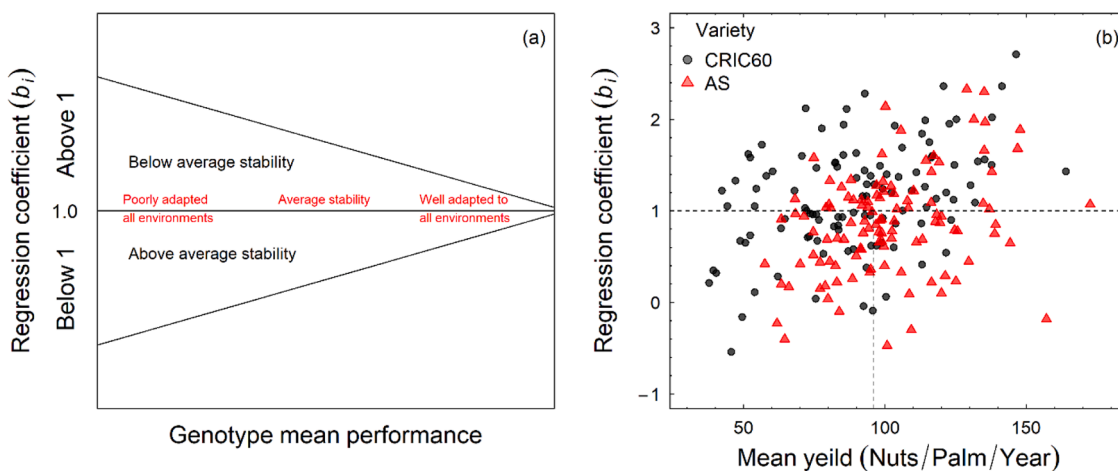 (a)
Regression coefficient (bᵢ)
Above 1
1.0
Below 1
Below average stability
Poorly adapted
all environments
Average stability
Well adapted to
all environments
Above average stability
Genotype mean performance
(b)
Variety
CRIC60
AS
Regression coefficient (bᵢ)
3
2
1
0
−1
50
100
150
Mean yeild (Nuts/Palm/Year)